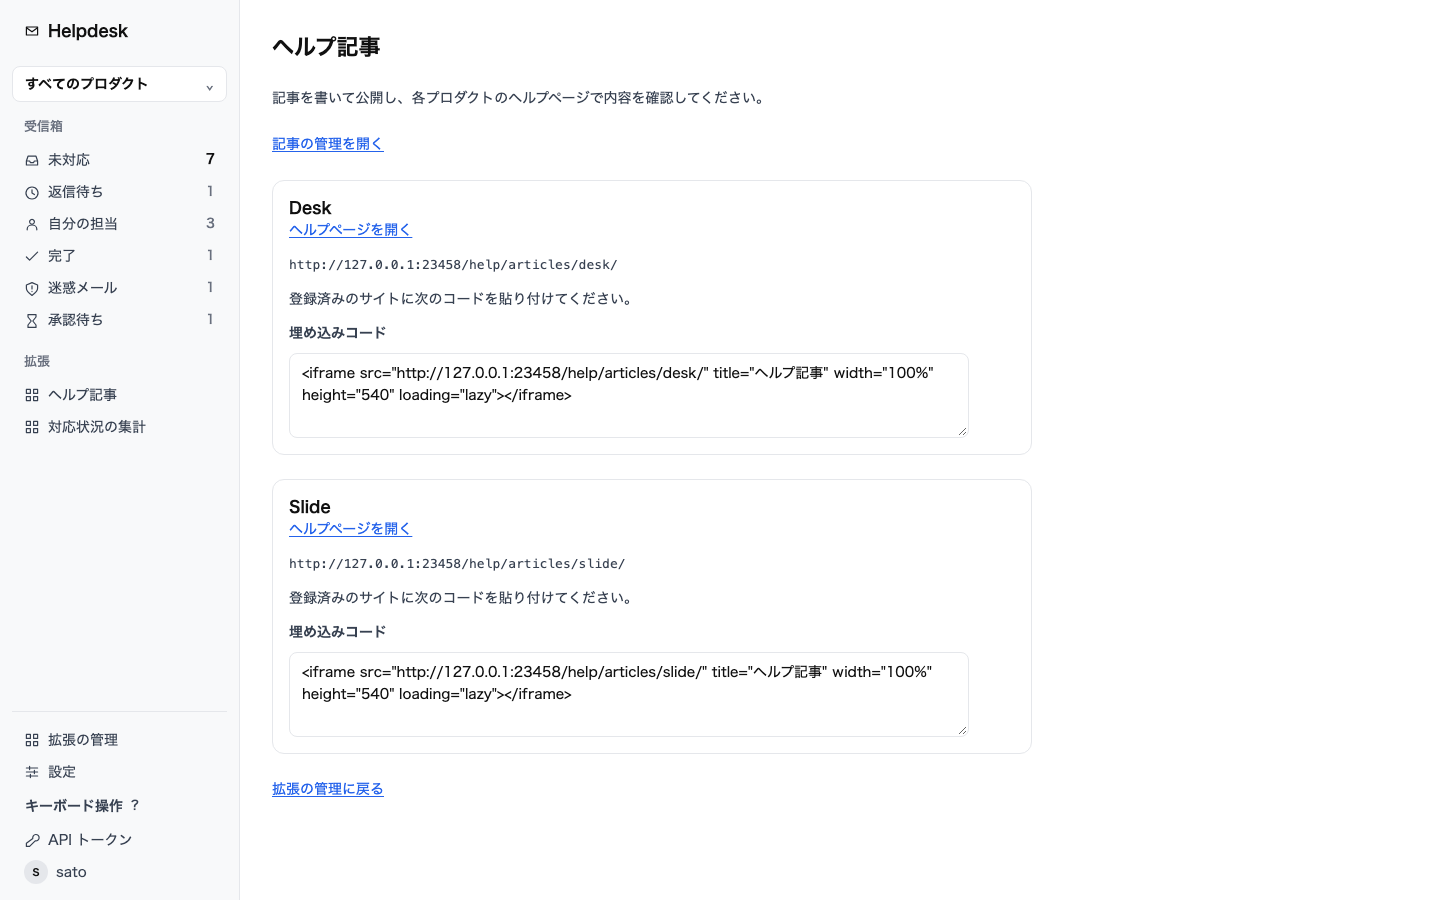 Helpdesk
すべてのプロダクト
受信箱
未対応 7
返信待ち 1
自分の担当 3
完了 1
迷惑メール 1
承認待ち 1
拡張
ヘルプ記事
対応状況の集計
拡張の管理
設定
キーボード操作 ?
API トークン
S sato
ヘルプ記事
記事を書いて公開し、各プロダクトのヘルプページで内容を確認してください。
記事の管理を開く
Desk
ヘルプページを開く
http://127.0.0.1:23458/help/articles/desk/
登録済みのサイトに次のコードを貼り付けてください。
埋め込みコード
<iframe src="http://127.0.0.1:23458/help/articles/desk/" title="ヘルプ記事" width="100%"
height="540" loading="lazy"></iframe>
Slide
ヘルプページを開く
http://127.0.0.1:23458/help/articles/slide/
登録済みのサイトに次のコードを貼り付けてください。
埋め込みコード
<iframe src="http://127.0.0.1:23458/help/articles/slide/" title="ヘルプ記事" width="100%"
height="540" loading="lazy"></iframe>
拡張の管理に戻る